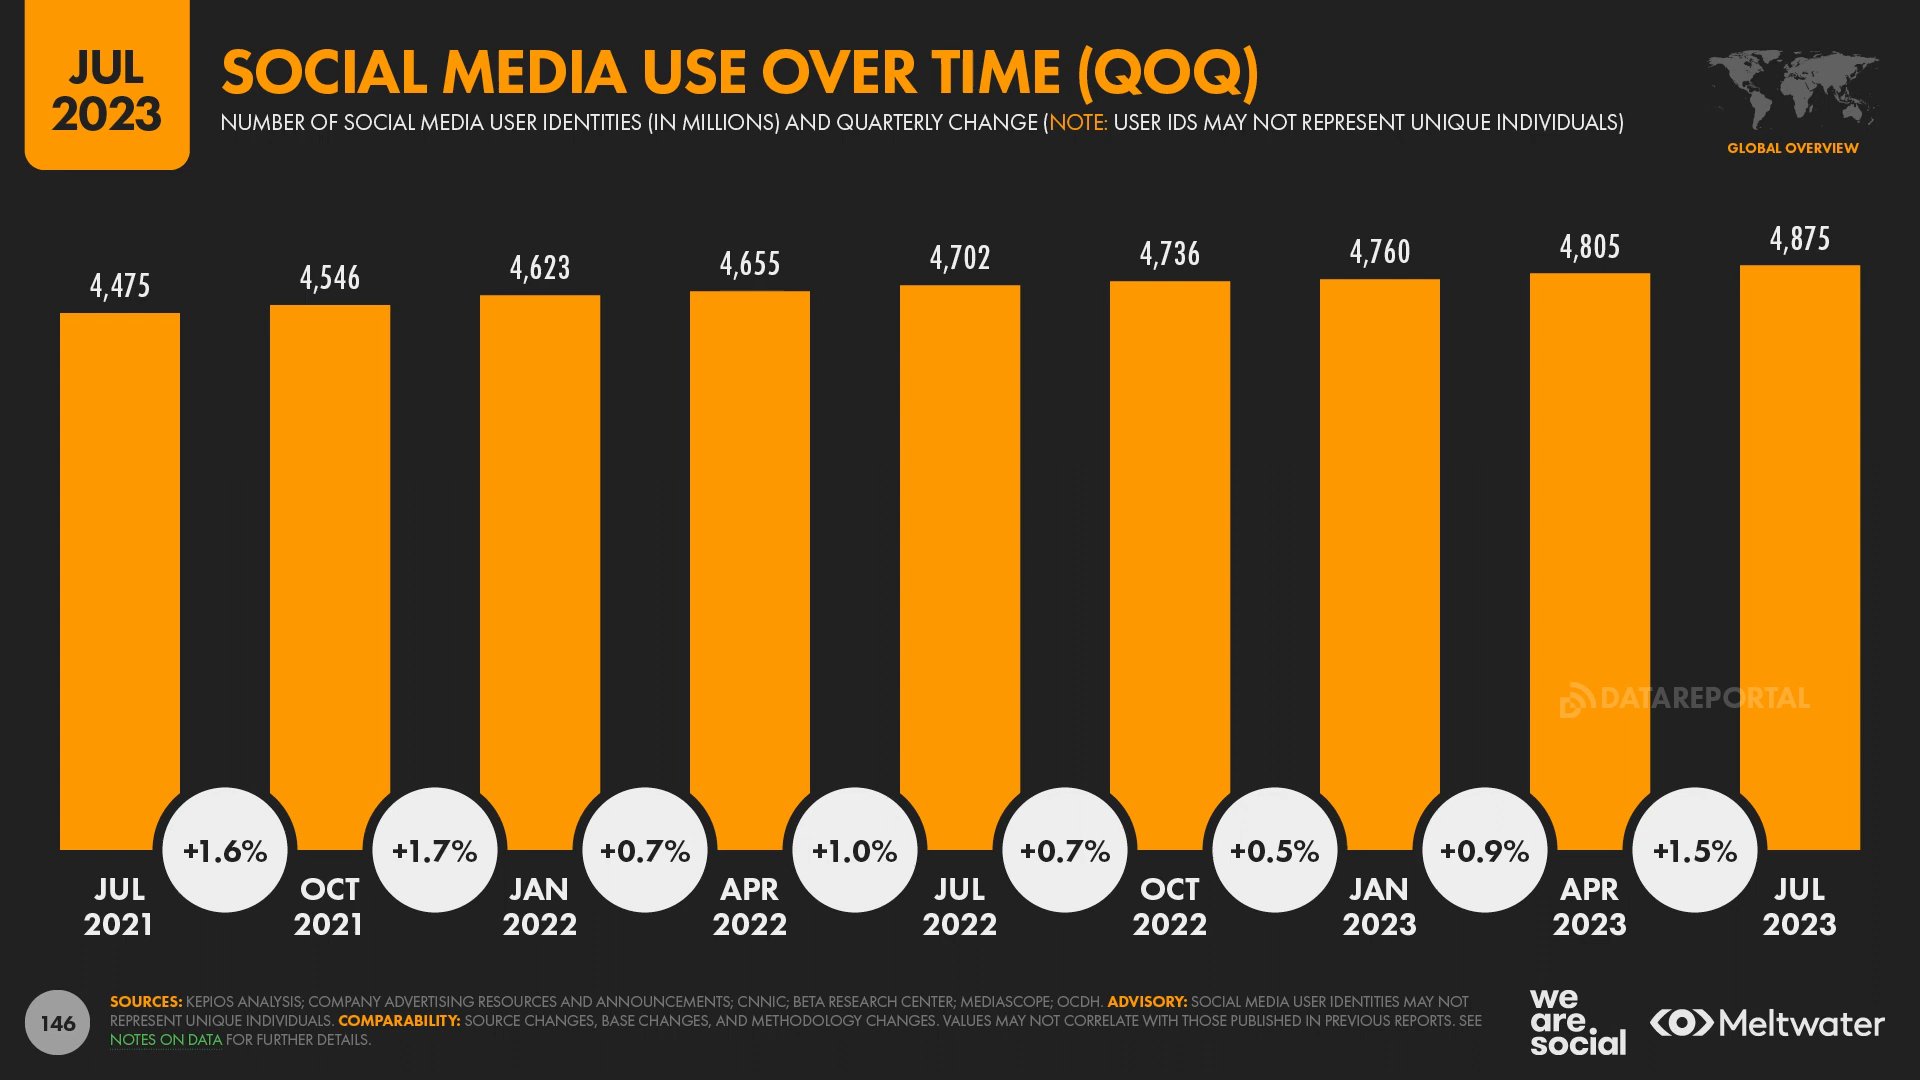 JUL
2023
SOCIAL MEDIA USE OVER TIME (QOQ)
NUMBER OF SOCIAL MEDIA USER IDENTITIES (IN MILLIONS) AND QUARTERLY CHANGE (NOTE: USER IDS MAY NOT REPRESENT UNIQUE INDIVIDUALS)
GLOBAL OVERVIEW
4,475
4,546
4,623
4,655
4,702
4,736
4,760
4,805
4,875
DATAREPORTAL
+1.6%
+1.7%
+0.7%
+1.0%
+0.7%
+0.5%
+0.9%
+1.5%
JUL
2021
OCT
2021
JAN
2022
APR
2022
JUL
2022
OCT
2022
JAN
2023
APR
2023
JUL
2023
146
SOURCES: KEPIOS ANALYSIS; COMPANY ADVERTISING RESOURCES AND ANNOUNCEMENTS; CNNIC; BETA RESEARCH CENTER; MEDIASCOPE; OCDH. ADVISORY: SOCIAL MEDIA USER IDENTITIES MAY NOT
REPRESENT UNIQUE INDIVIDUALS. COMPARABILITY: SOURCE CHANGES, BASE CHANGES, AND METHODOLOGY CHANGES. VALUES MAY NOT CORRELATE WITH THOSE PUBLISHED IN PREVIOUS REPORTS. SEE
NOTES ON DATA FOR FURTHER DETAILS.
we
are
social
Meltwater